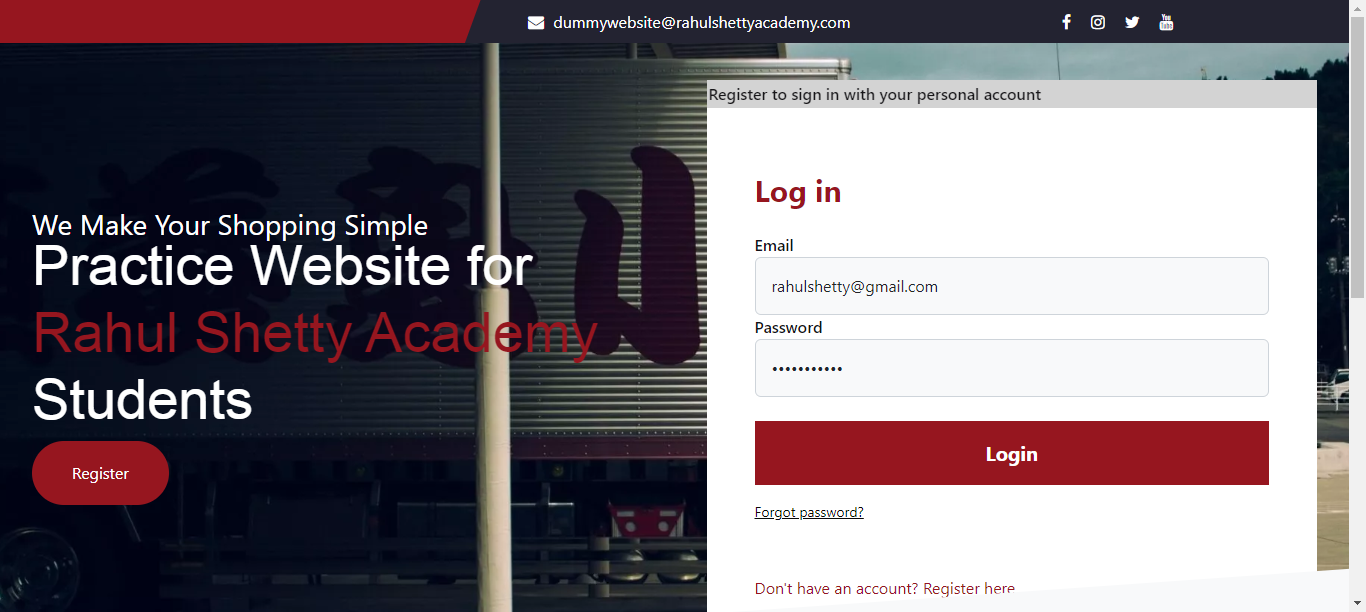 dummywebsite@rahulshettyacademy.com
We Make Your Shopping Simple
Practice Website for
Rahul Shetty Academy
Students
Register
Register to sign in with your personal account
Log in
Email
rahulshetty@gmail.com
Password
•••••••••••
Login
Forgot password?
Don't have an account? Register here